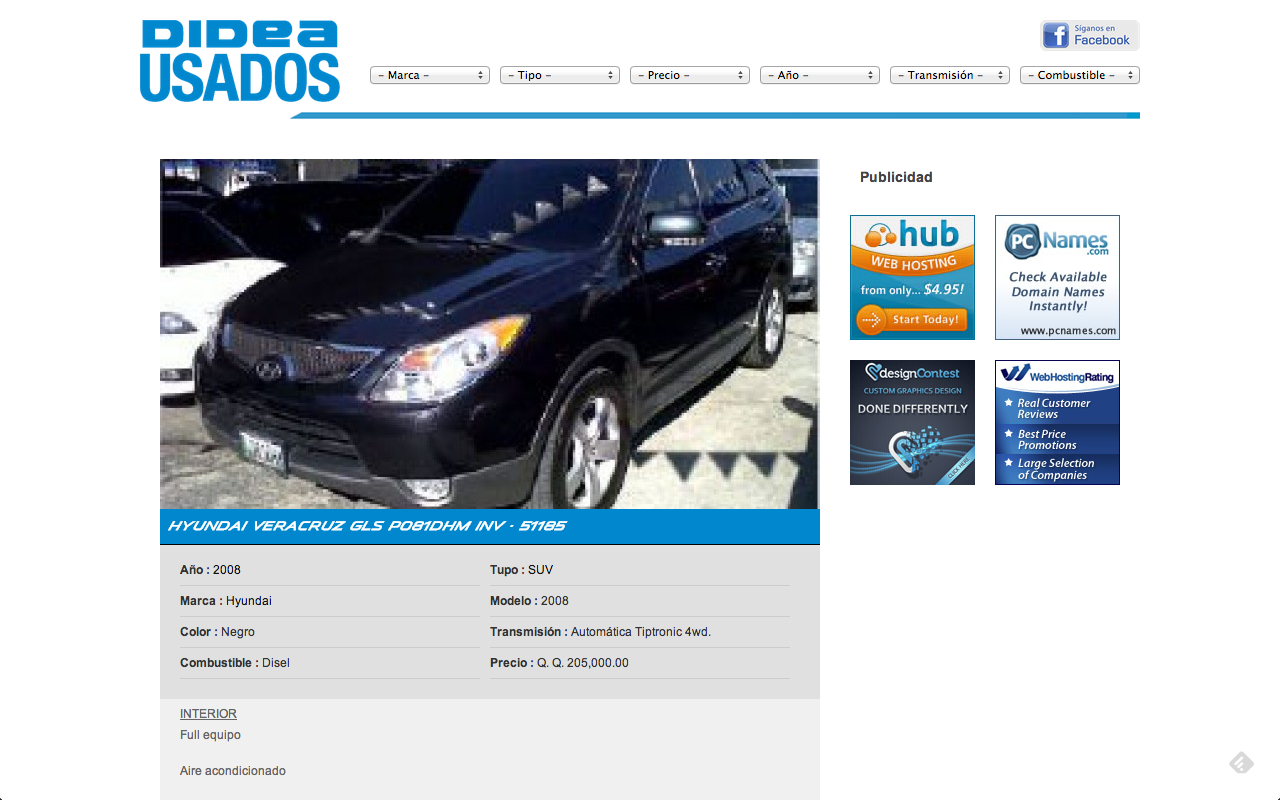 DIDEA
USADOS
Síganos en
Facebook
- Marca -
- Tipo -
- Precio -
- Año -
- Transmisión -
- Combustible -
Publicidad
hub
WEB HOSTING
from only... $4.95!
Start Today!
PC Names
.com
Check Available
Domain Names
Instantly!
www.pcnames.com
designContest
CUSTOM GRAPHICS DESIGN
DONE DIFFERENTLY
CLICK HERE
WebHostingRating
Real Customer
Reviews
Best Price
Promotions
Large Selection
of Companies
HYUNDAI VERACRUZ GLS P081DHM INV - 51185
Año : 2008
Tupo : SUV
Marca : Hyundai
Modelo : 2008
Color : Negro
Transmisión : Automática Tiptronic 4wd.
Combustible : Disel
Precio : Q. Q. 205,000.00
INTERIOR
Full equipo
Aire acondicionado